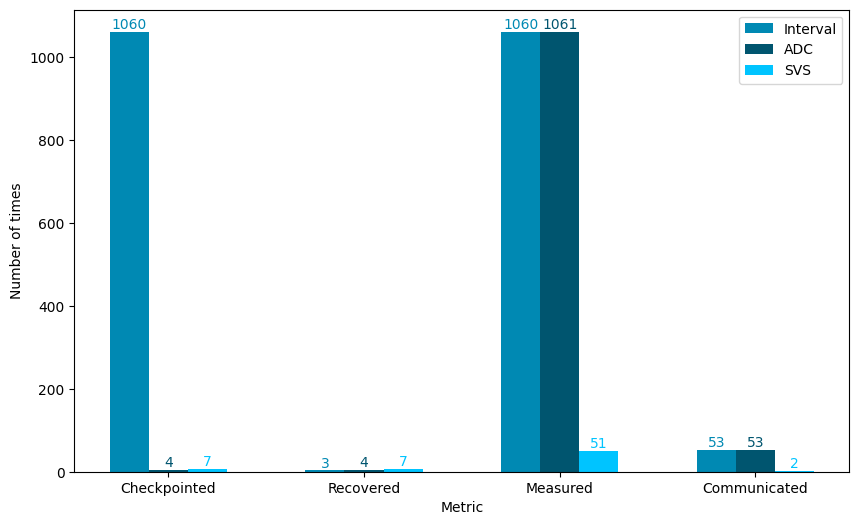 1060
1060
1061
Interval
ADC
SVS
1000
800
Number of times
600
400
200
4
7
3
4
7
51
53
53
2
0
Checkpointed
Recovered
Measured
Communicated
Metric